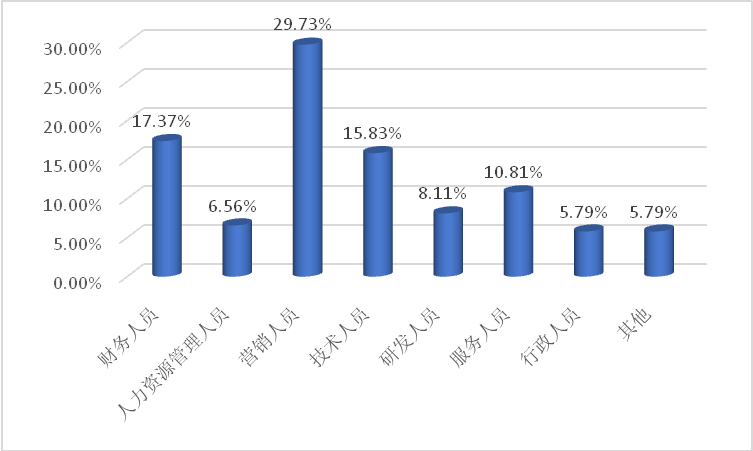 29.73%
30.00%
25.00%
20.00%
17.37%
15.83%
15.00%
10.81%
10.00%
8.11%
6.56%
5.79%
5.79%
5.00%
0.00%
财务人员
人力资源管理人员
营销人员
技术人员
研发人员
服务人员
行政人员
其他